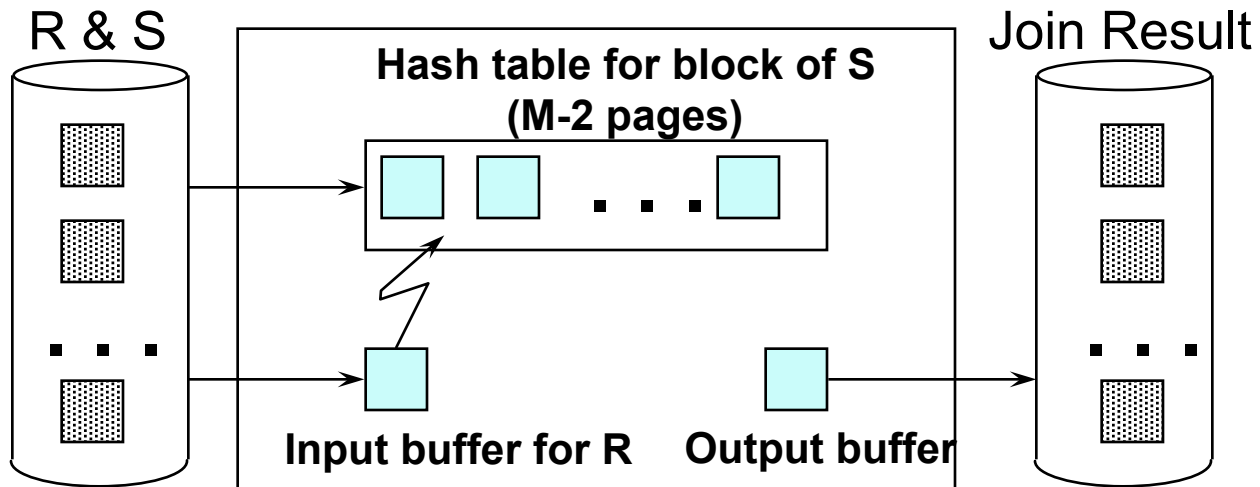 R & S
Join Result
Hash table for block of S
(M-2 pages)
. . .
. . .
. . .
Input buffer for R
Output buffer